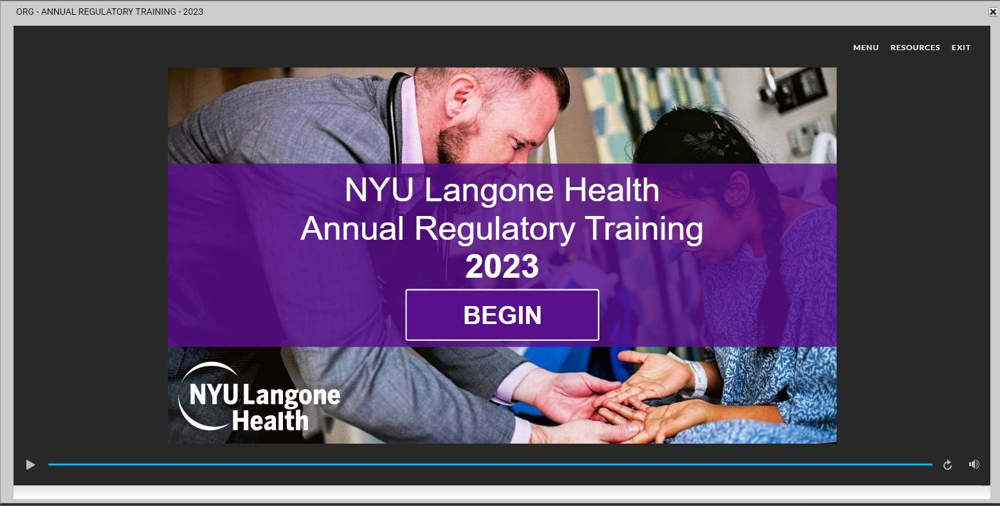 ORG - ANNUAL REGULATORY TRAINING - 2023
MENU RESOURCES EXIT
NYU Langone Health
Annual Regulatory Training
2023
BEGIN
NYU Langone
Health